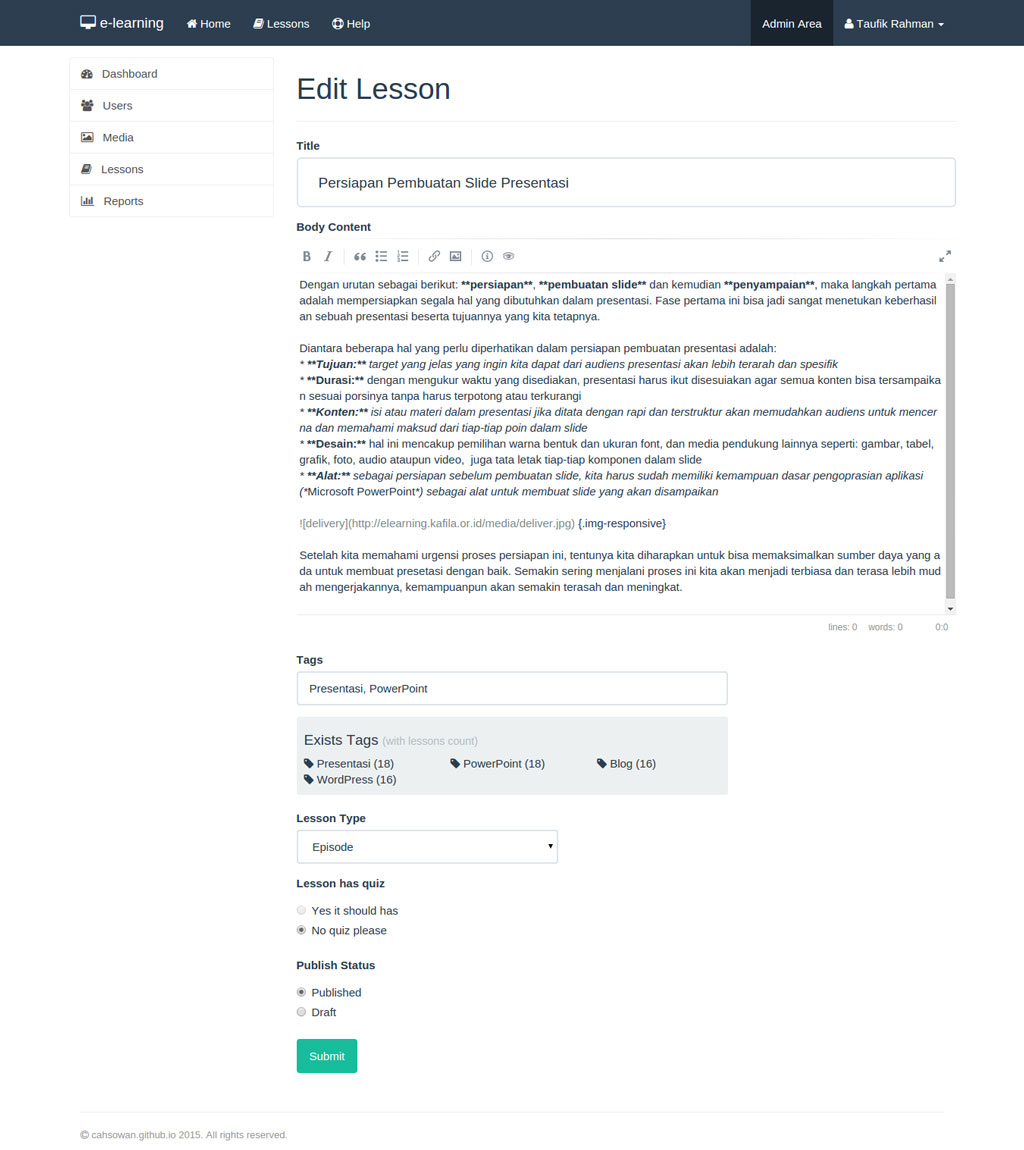 e-learning Home Lessons Help Admin Area Taufik Rahman
Dashboard
Users
Media
Lessons
Reports
Edit Lesson
Title
Persiapan Pembuatan Slide Presentasi
Body Content
Dengan urutan sebagai berikut: **persiapan**, **pembuatan slide** dan kemudian **penyampaian**, maka langkah pertama
adalah mempersiapkan segala hal yang dibutuhkan dalam presentasi. Fase pertama ini bisa jadi sangat menetukan keberhasil
an sebuah presentasi beserta tujuannya yang kita tetapnya.
Diantara beberapa hal yang perlu diperhatikan dalam persiapan pembuatan presentasi adalah:
* **Tujuan:** target yang jelas yang ingin kita dapat dari audiens presentasi akan lebih terarah dan spesifik
* **Durasi:** dengan mengukur waktu yang disediakan, presentasi harus ikut disesuiakan agar semua konten bisa tersampaika
n sesuai porsinya tanpa harus terpotong atau terkurangi
* **Konten:** isi atau materi dalam presentasi jika ditata dengan rapi dan terstruktur akan memudahkan audiens untuk mencer
na dan memahami maksud dari tiap-tiap poin dalam slide
* **Desain:** hal ini mencakup pemilihan warna bentuk dan ukuran font, dan media pendukung lainnya seperti: gambar, tabel,
grafik, foto, audio ataupun video,  juga tata letak tiap-tiap komponen dalam slide
* **Alat:** sebagai persiapan sebelum pembuatan slide, kita harus sudah memiliki kemampuan dasar pengoprasian aplikasi
(*Microsoft PowerPoint*) sebagai alat untuk membuat slide yang akan disampaikan
![delivery](http://elearning.kafila.or.id/media/deliver.jpg) {.img-responsive}
Setelah kita memahami urgensi proses persiapan ini, tentunya kita diharapkan untuk bisa memaksimalkan sumber daya yang a
da untuk membuat presetasi dengan baik. Semakin sering menjalani proses ini kita akan menjadi terbiasa dan terasa lebih mud
ah mengerjakannya, kemampuanpun akan semakin terasah dan meningkat.
lines: 0 words: 0 0:0
Tags
Presentasi, PowerPoint
Exists Tags (with lessons count)
Presentasi (18) PowerPoint (18) Blog (16)
WordPress (16)
Lesson Type
Episode
Lesson has quiz
Yes it should has
No quiz please
Publish Status
Published
Draft
Submit
© cahsowan.github.io 2015. All rights reserved.